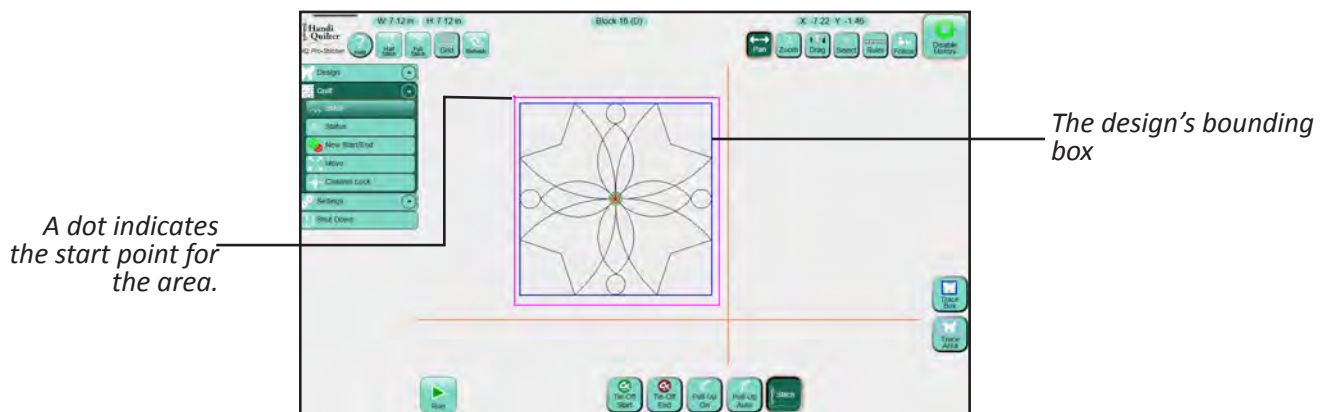 W: 7.12 in H: 7.12 in
Block 16 (D)
X: -7.22 Y: -1.46
Handi
Quilter
HQ Pro-Stitcher
Help
Half
Full
Grid
Refresh
Pan
Zoom
Drag
Select
Ruler
Follow
Disable
Motors
Design
Quilt
Status
New Start/End
Move
Channel Lock
Settings
Shut Down
The design’s bounding
box
A dot indicates
the start point for
the area.
Trace
Box
Trace
Area
Run
Tie-Off
Start
Tie-Off
End
Pull-Up
On
Pull-Up
Auto
Stitch